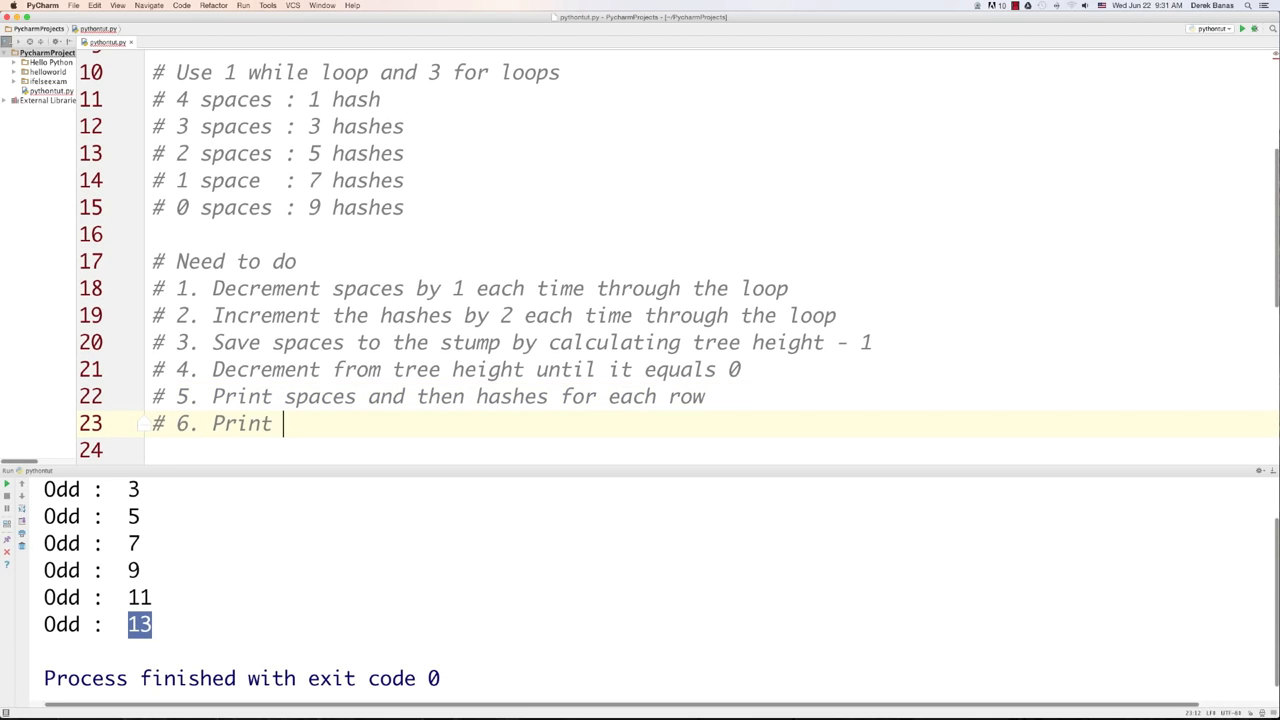 PyCharm File Edit View Navigate Code Refactor Run Tools VCS Window Help 10 Wed Jun 22 9:31 AM Derek Banas
pythontut.py - PycharmProjects - [~/PycharmProjects]
PycharmProjects pythontut.py pythontut
pythontut.py
PycharmProject
Hello Python
helloworld
ifelseexam
pythontut.py
External Librarie
10 # Use 1 while loop and 3 for loops
11 # 4 spaces : 1 hash
12 # 3 spaces : 3 hashes
13 # 2 spaces : 5 hashes
14 # 1 space  : 7 hashes
15 # 0 spaces : 9 hashes
16
17 # Need to do
18 # 1. Decrement spaces by 1 each time through the loop
19 # 2. Increment the hashes by 2 each time through the loop
20 # 3. Save spaces to the stump by calculating tree height - 1
21 # 4. Decrement from tree height until it equals 0
22 # 5. Print spaces and then hashes for each row
23 # 6. Print
24
Run pythontut
Odd :  3
Odd :  5
Odd :  7
Odd :  9
Odd :  11
Odd :  13
Process finished with exit code 0
23:12 LF‡ UTF-8‡